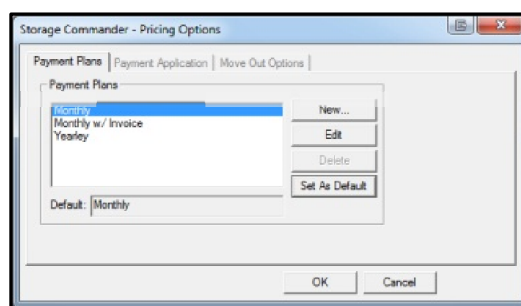 Storage Commander - Pricing Options
Payment Plans Payment Application Move Out Options
Payment Plans
Monthly
Monthly w/ Invoice
Yearley
New...
Edit
Delete
Set As Default
Default: Monthly
OK Cancel